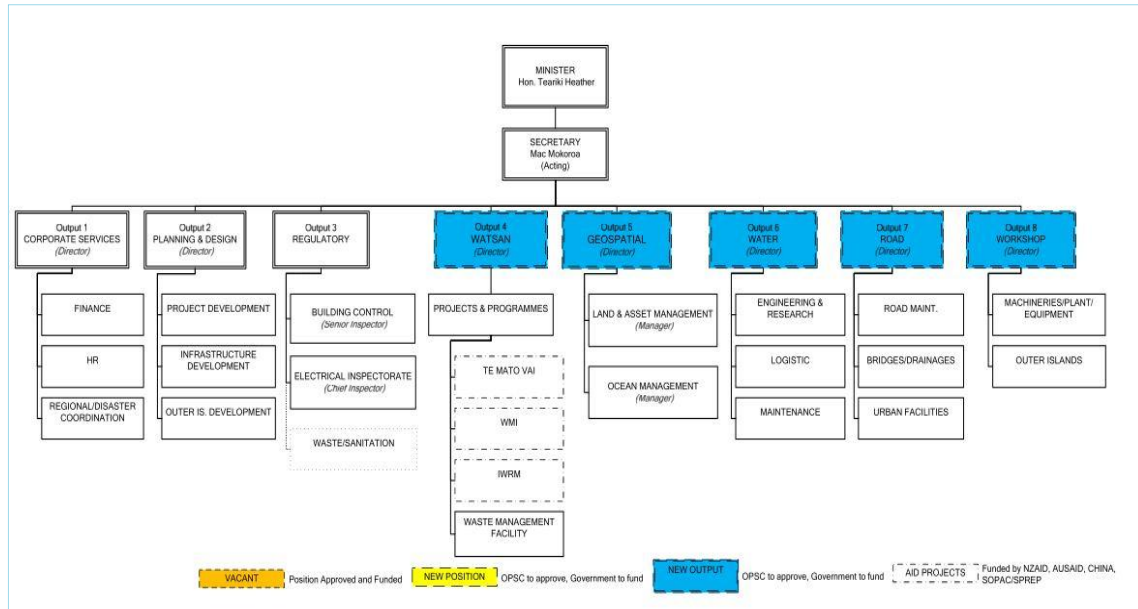 MINISTER
Hon. Teariki Heather
SECRETARY
Mac Mokoroa
(Acting)
Output 1
CORPORATE SERVICES
(Director)
Output 2
PLANNING & DESIGN
(Director)
Output 3
REGULATORY
Output 4
WATSAN
(Director)
Output 5
GEOSPATIAL
(Director)
Output 6
WATER
(Director)
Output 7
ROAD
(Director)
Output 8
WORKSHOP
(Director)
FINANCE
HR
REGIONAL/DISASTER
COORDINATION
PROJECT DEVELOPMENT
INFRASTRUCTURE
DEVELOPMENT
OUTER IS. DEVELOPMENT
BUILDING CONTROL
(Senior Inspector)
ELECTRICAL INSPECTORATE
(Chief Inspector)
WASTE/SANITATION
PROJECTS & PROGRAMMES
TE MATO VAI
WMI
IWRM
WASTE MANAGEMENT
FACILITY
LAND & ASSET MANAGEMENT
(Manager)
OCEAN MANAGEMENT
(Manager)
ENGINEERING &
RESEARCH
LOGISTIC
MAINTENANCE
ROAD MAINT.
BRIDGES/DRAINAGES
URBAN FACILITIES
MACHINERIES/PLANT/
EQUIPMENT
OUTER ISLANDS
VACANT
Position Approved and Funded
NEW POSITION
OPSC to approve, Government to fund
NEW OUTPUT
OPSC to approve, Government to fund
AID PROJECTS
Funded by NZAID, AUSAID, CHINA,
SOPAC/SPREP